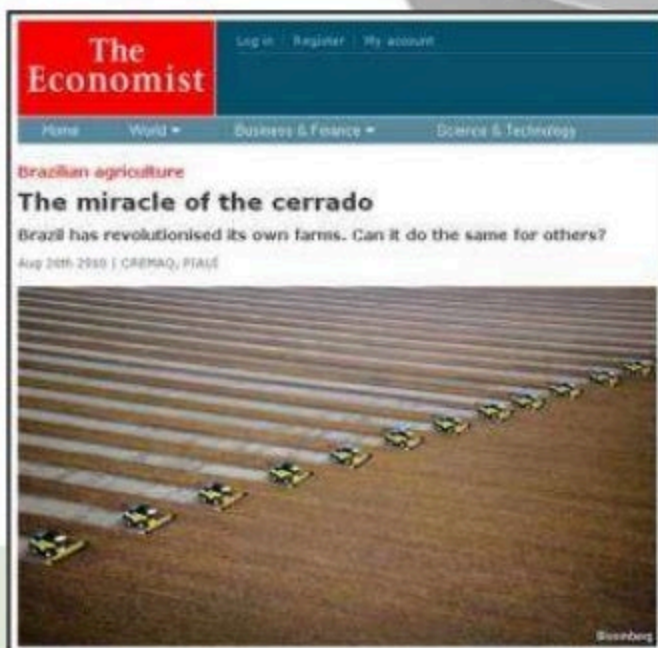 The
Economist
Log in Register My account
Home World Business & Finance Science & Technology
Brazilian agriculture
The miracle of the cerrado
Brazil has revolutionised its own farms. Can it do the same for others?
Aug 26th 2010 | CREMAQ, PIAUÍ
Bloomberg